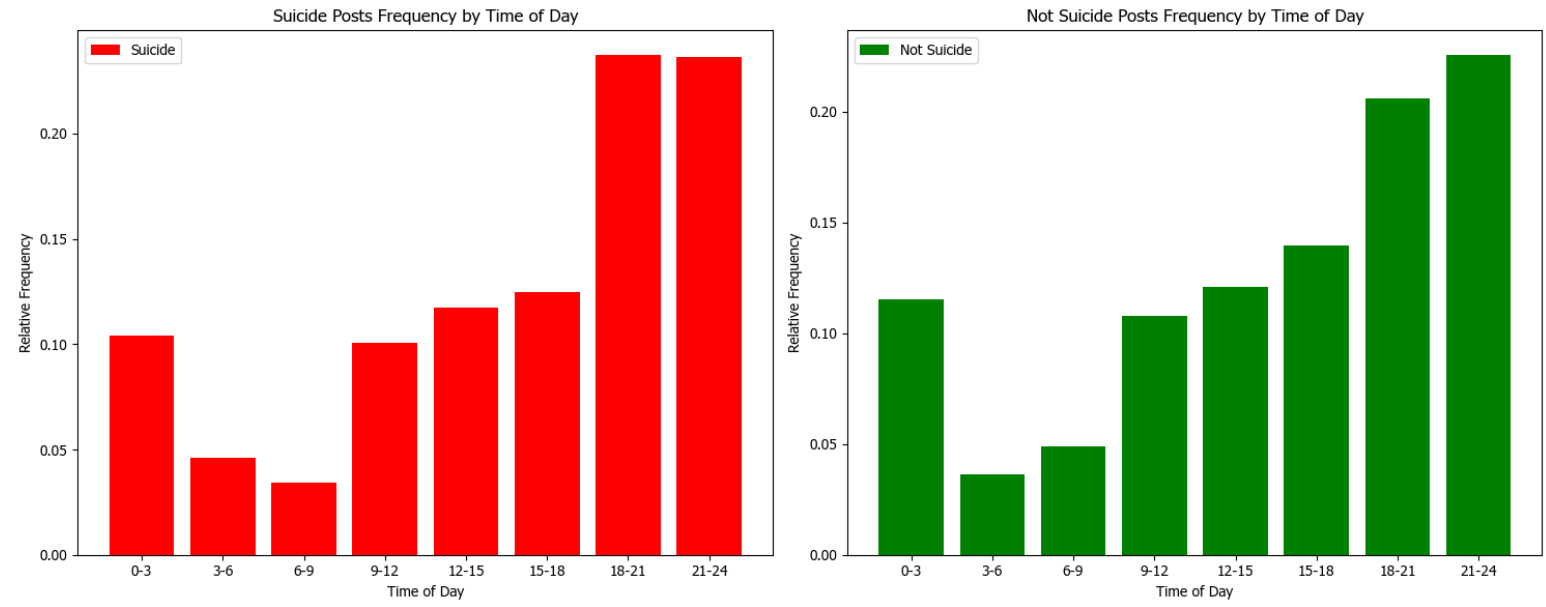 Suicide Posts Frequency by Time of Day
Suicide
Relative Frequency
0.20
0.15
0.10
0.05
0.00
0-3 3-6 6-9 9-12 12-15 15-18 18-21 21-24
Time of Day
Not Suicide Posts Frequency by Time of Day
Not Suicide
Relative Frequency
0.20
0.15
0.10
0.05
0.00
0-3 3-6 6-9 9-12 12-15 15-18 18-21 21-24
Time of Day